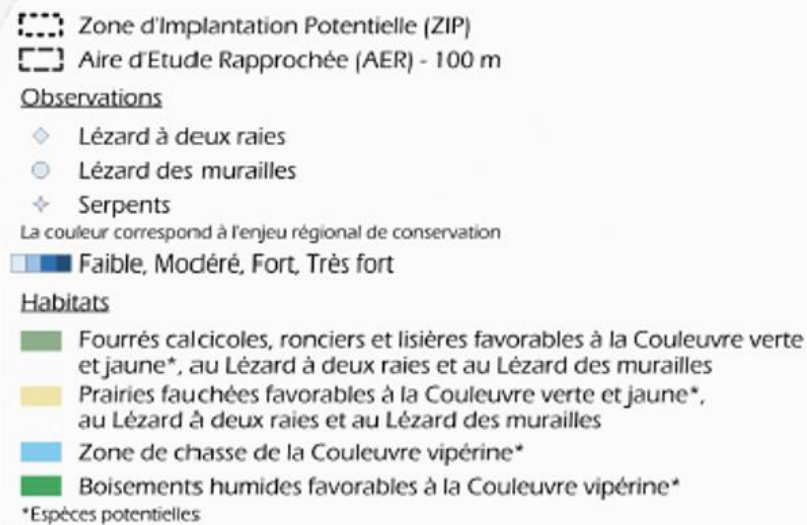 Zone d'Implantation Potentielle (ZIP)
Aire d'Etude Rapprochée (AER) - 100 m
Observations
Lézard à deux raies
Lézard des murailles
Serpents
La couleur correspond à l'enjeu régional de conservation
Faible, Modéré, Fort, Très fort
Habitats
Fourrés calcicoles, ronciers et lisières favorables à la Couleuvre verte
et jaune*, au Lézard à deux raies et au Lézard des murailles
Prairies fauchées favorables à la Couleuvre verte et jaune*,
au Lézard à deux raies et au Lézard des murailles
Zone de chasse de la Couleuvre vipérine*
Boisements humides favorables à la Couleuvre vipérine*
*Espèces potentielles